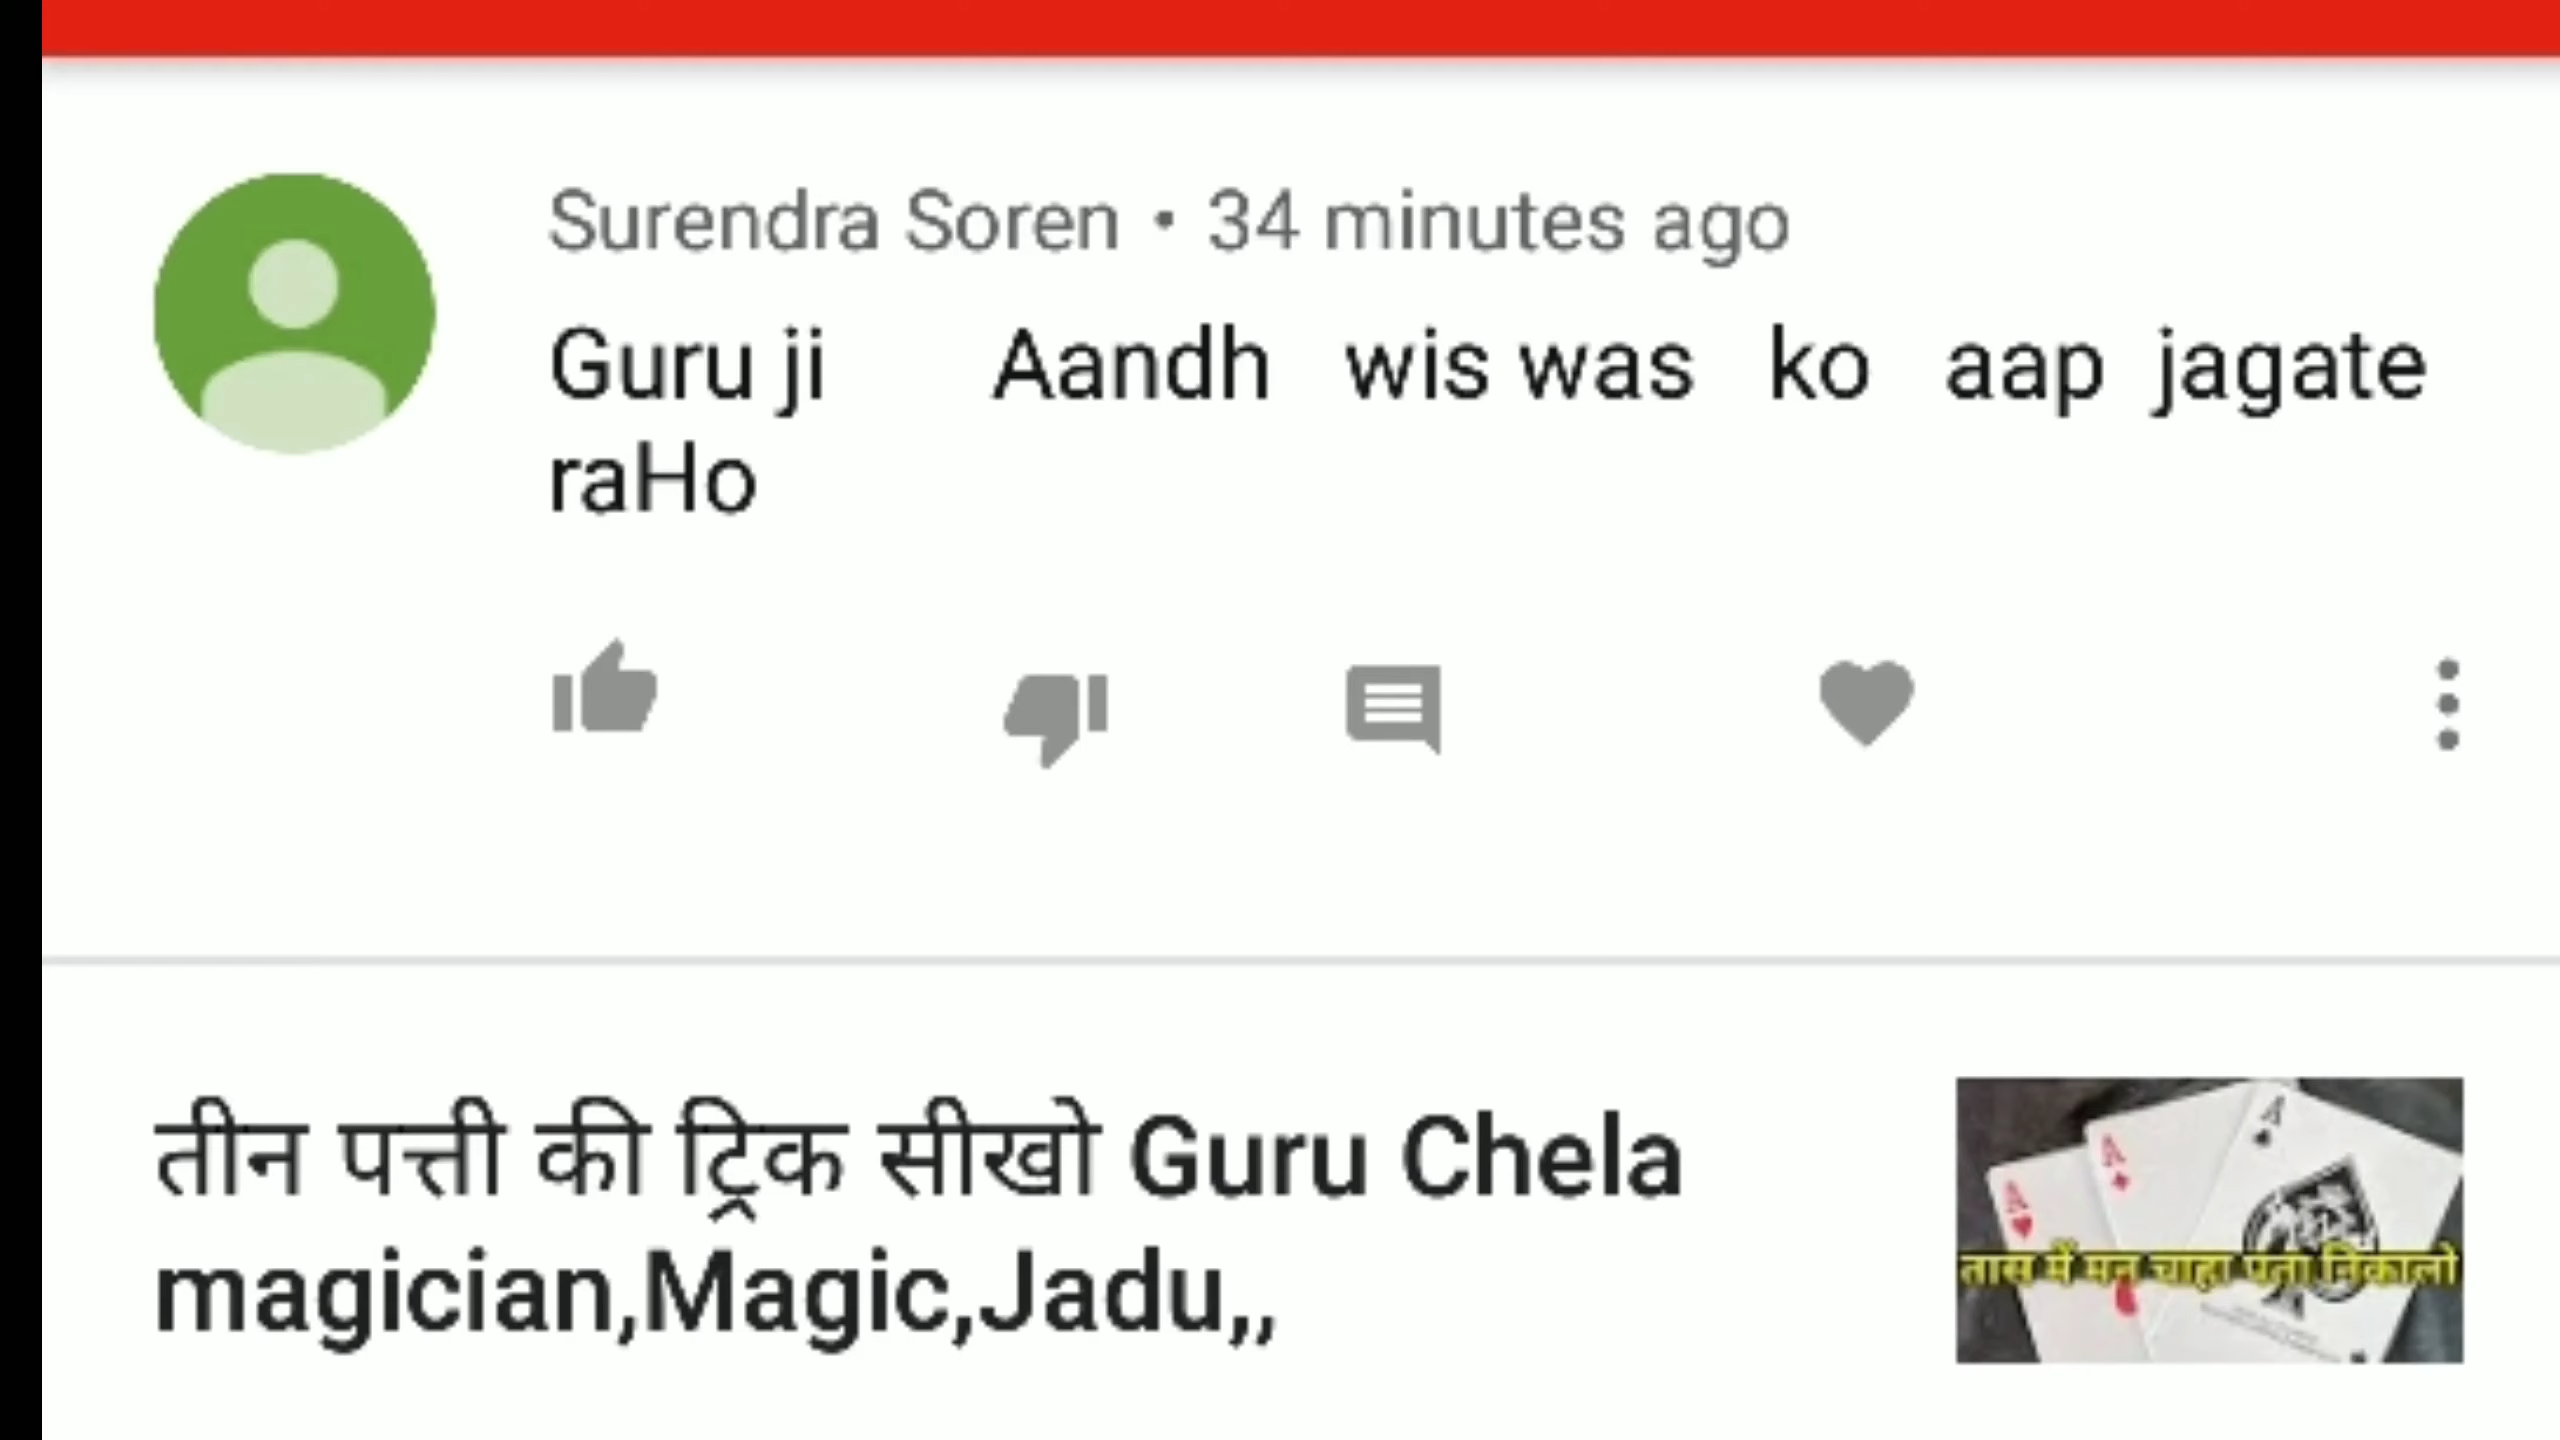 Surendra Soren • 34 minutes ago
Guru ji Aandh wis was ko aap jagate
raHo
तीन पत्ती की ट्रिक सीखो Guru Chela
magician,Magic,Jadu,,
A
A
A
तास में मन चाहा पता निकालो